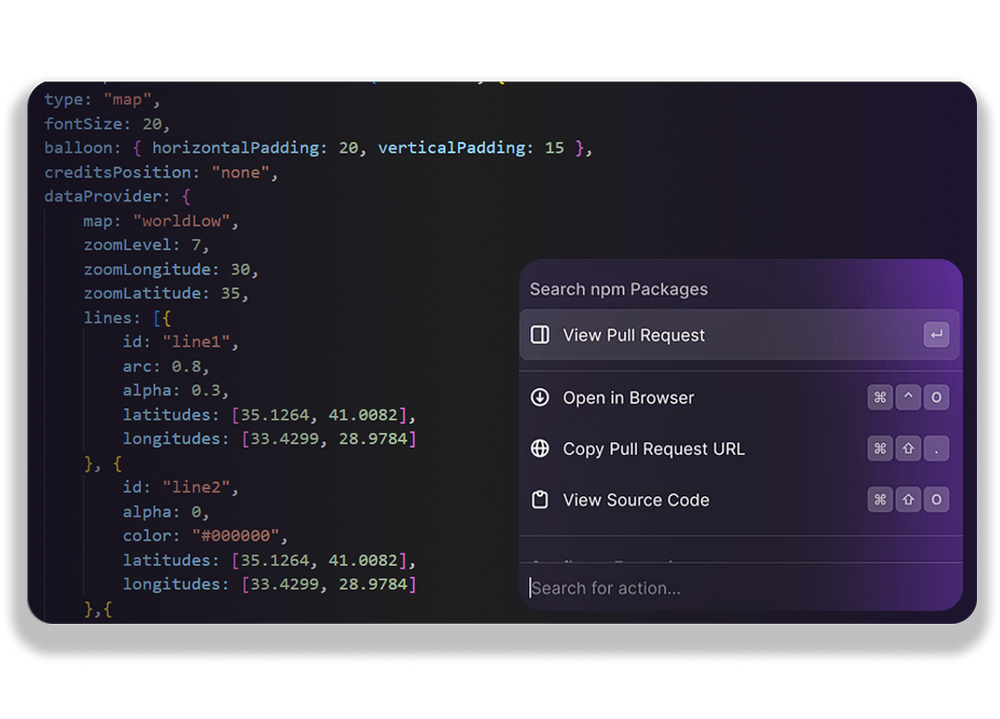 type: "map",
fontSize: 20,
balloon: { horizontalPadding: 20, verticalPadding: 15 },
creditsPosition: "none",
dataProvider: {
map: "worldLow",
zoomLevel: 7,
zoomLongitude: 30,
zoomLatitude: 35,
lines: [{
id: "line1",
arc: 0.8,
alpha: 0.3,
latitudes: [35.1264, 41.0082],
longitudes: [33.4299, 28.9784]
}, {
id: "line2",
alpha: 0,
color: "#000000",
latitudes: [35.1264, 41.0082],
longitudes: [33.4299, 28.9784]
},{
Search npm Packages
View Pull Request ↵
Open in Browser ⌘ ^ O
Copy Pull Request URL ⌘ ⇧ .
View Source Code ⌘ ⇧ O
Search for action...